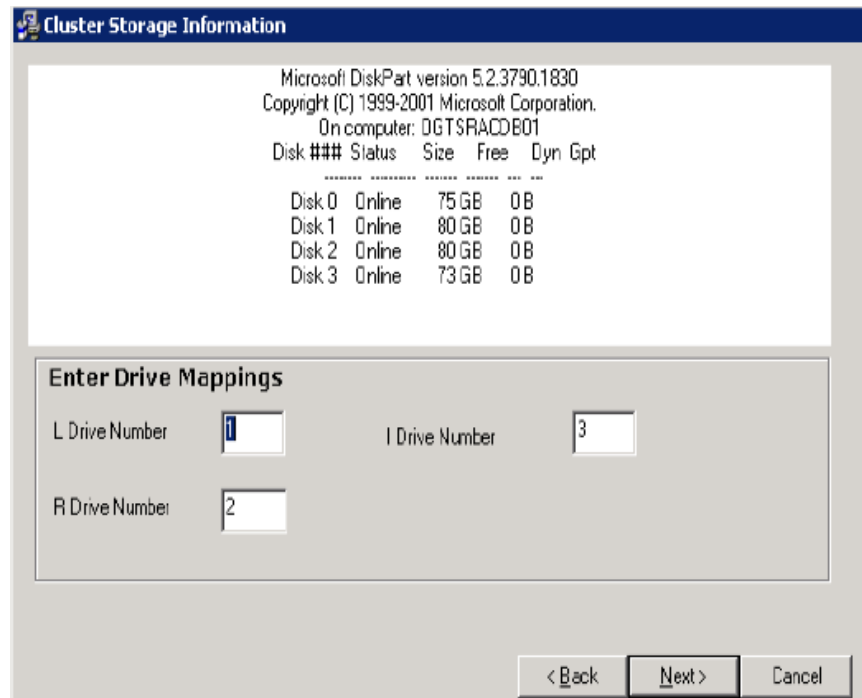 Cluster Storage Information
Microsoft DiskPart version 5.2.3790.1830
Copyright (C) 1999-2001 Microsoft Corporation.
On computer: DGTSRACDB01
Disk ### Status Size Free Dyn Gpt
-------- ---------- ------- ------- --- ---
Disk 0 Online 75 GB 0 B
Disk 1 Online 80 GB 0 B
Disk 2 Online 80 GB 0 B
Disk 3 Online 73 GB 0 B
Enter Drive Mappings
L Drive Number 1 I Drive Number 3
R Drive Number 2
< Back Next > Cancel